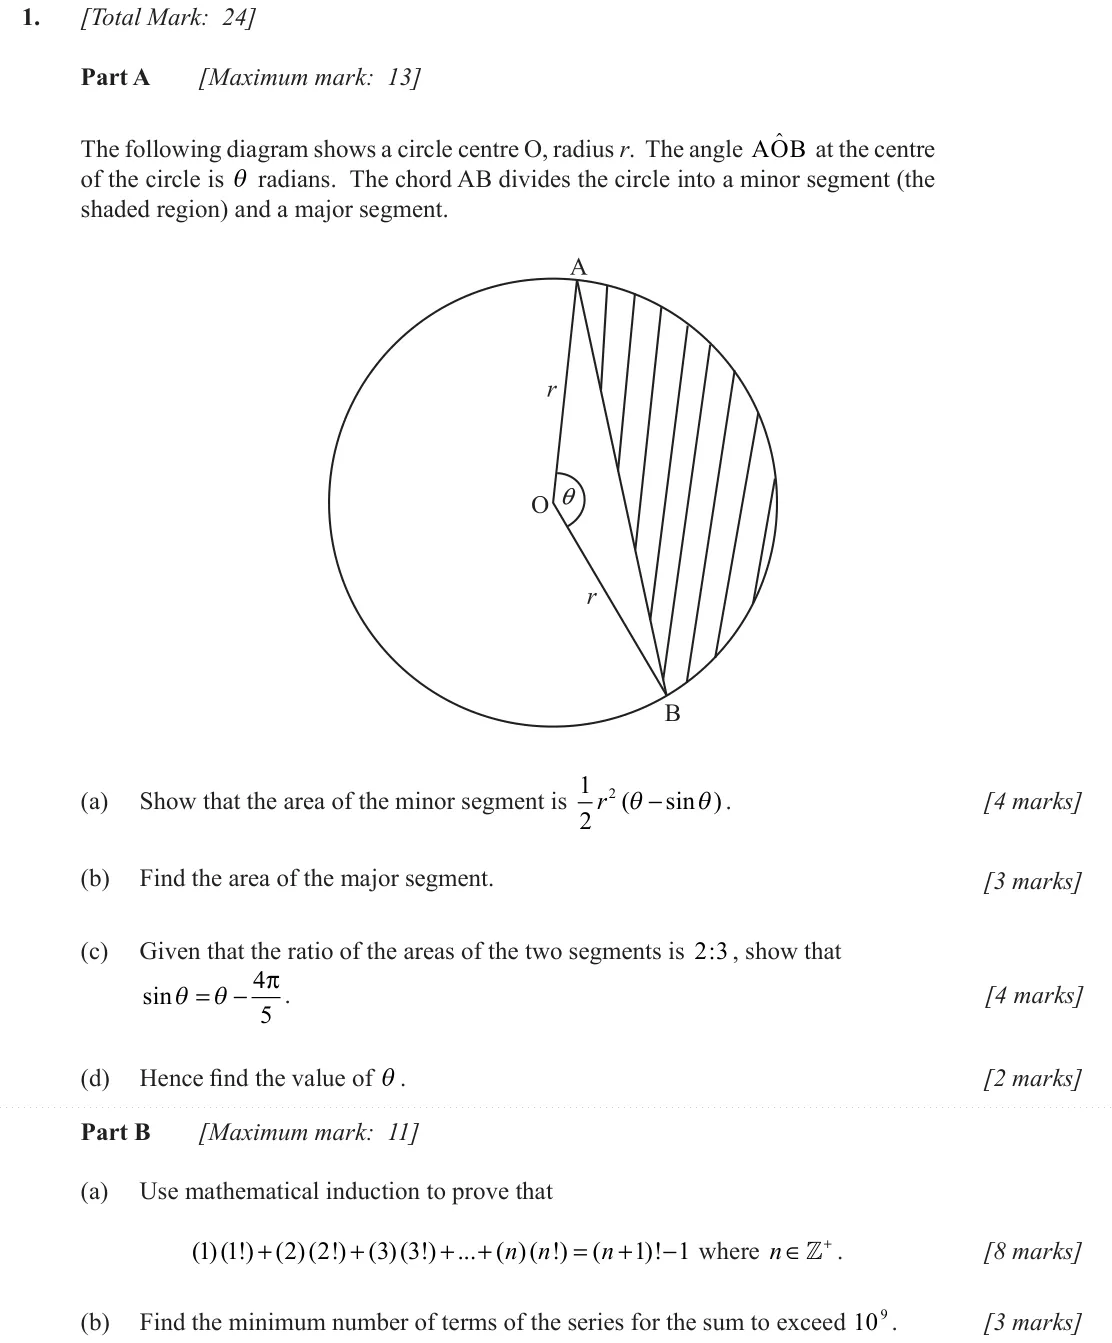 1. [Total Mark: 24]
Part A [Maximum mark: 13]
The following diagram shows a circle centre O, radius r. The angle AÔB at the centre
of the circle is θ radians. The chord AB divides the circle into a minor segment (the
shaded region) and a major segment.
A
r
O θ
r
B
(a) Show that the area of the minor segment is 1/2 r² (θ − sin θ). [4 marks]
(b) Find the area of the major segment. [3 marks]
(c) Given that the ratio of the areas of the two segments is 2:3, show that
sin θ = θ − 4π/5. [4 marks]
(d) Hence find the value of θ. [2 marks]
Part B [Maximum mark: 11]
(a) Use mathematical induction to prove that
(1)(1!)+(2)(2!)+(3)(3!)+...+(n)(n!)=(n+1)!−1 where n∈ℤ⁺. [8 marks]
(b) Find the minimum number of terms of the series for the sum to exceed 10⁹. [3 marks]